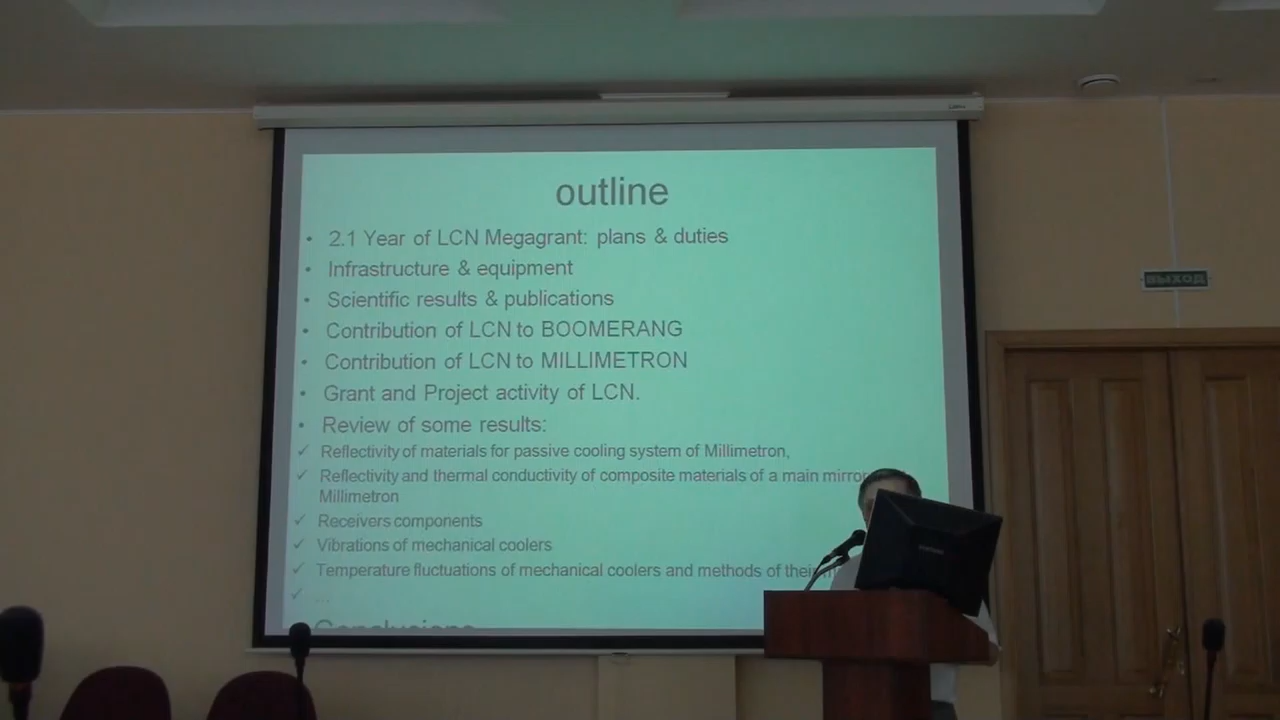 outline
• 2.1 Year of LCN Megagrant: plans & duties
• Infrastructure & equipment
• Scientific results & publications
• Contribution of LCN to BOOMERANG
• Contribution of LCN to MILLIMETRON
• Grant and Project activity of LCN.
• Review of some results:
✓ Reflectivity of materials for passive cooling system of Millimetron,
✓ Reflectivity and thermal conductivity of composite materials of a main mirror
Millimetron
✓ Receivers components
✓ Vibrations of mechanical coolers
✓ Temperature fluctuations of mechanical coolers and methods of their
✓ ...
Conclusions
ВЫХОД